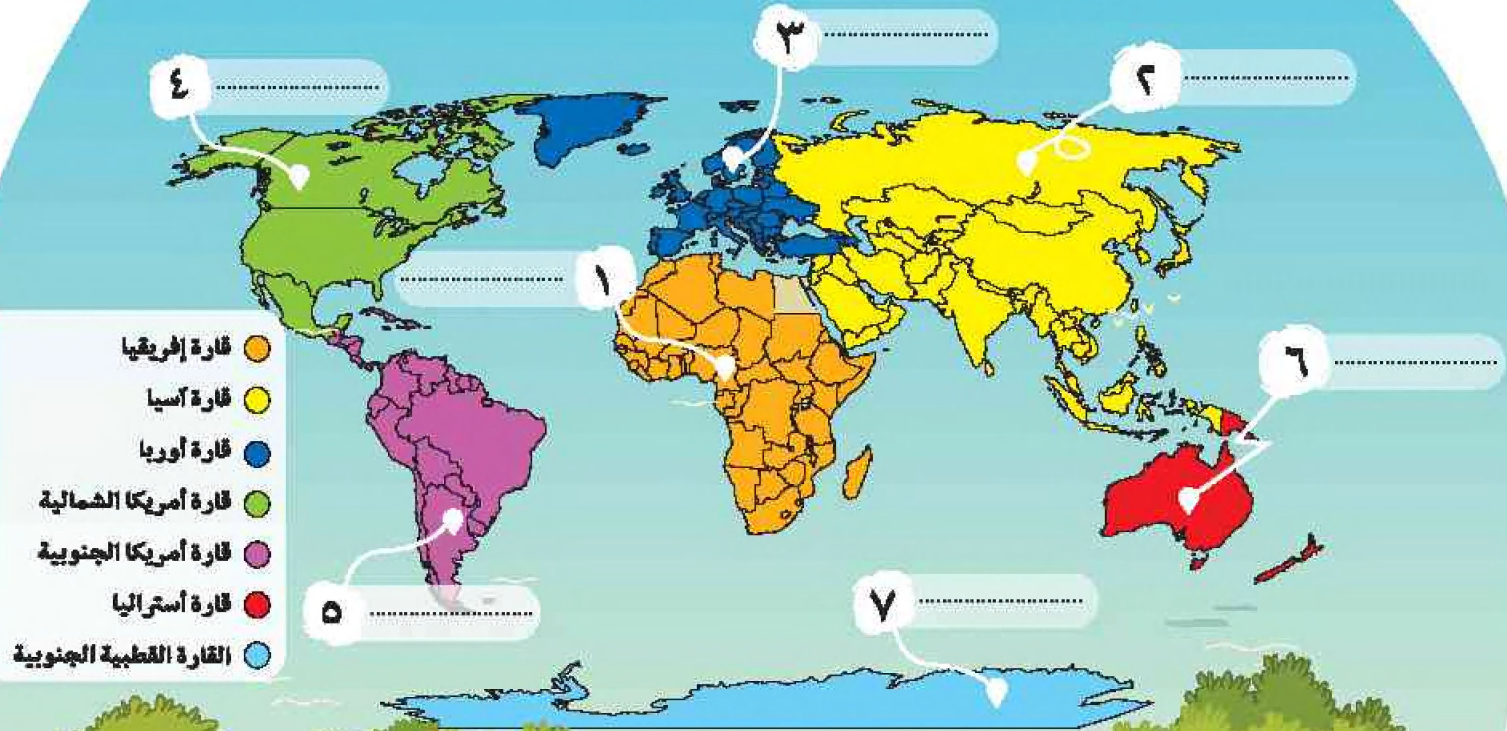 ٣
٤
٢
١
٦
قارة إفريقيا
قارة آسيا
قارة أوربا
قارة أمريكا الشمالية
قارة أمريكا الجنوبية
قارة أستراليا
القارة القطبية الجنوبية
٥
٧